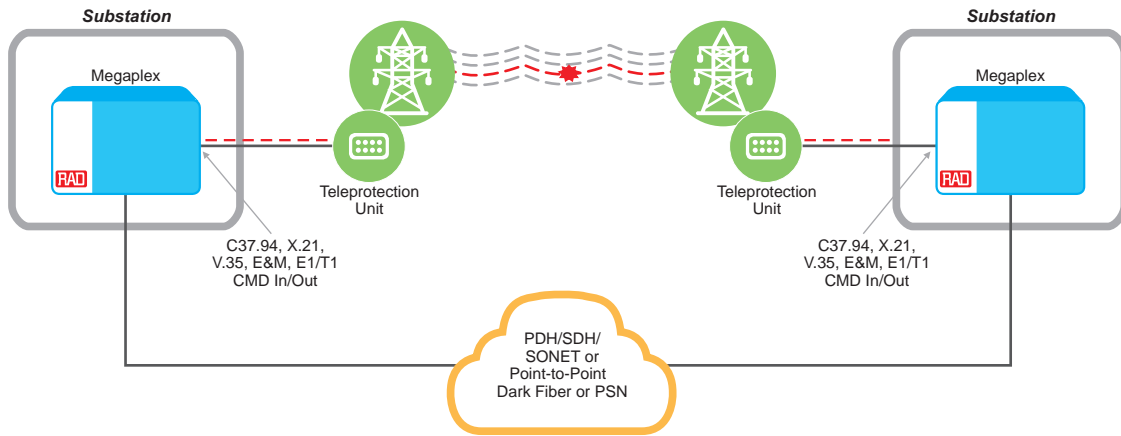 Substation
Substation
Megaplex
Megaplex
RAD
RAD
Teleprotection
Unit
Teleprotection
Unit
C37.94, X.21,
V.35, E&M, E1/T1
CMD In/Out
C37.94, X.21,
V.35, E&M, E1/T1
CMD In/Out
PDH/SDH/
SONET or
Point-to-Point
Dark Fiber or PSN